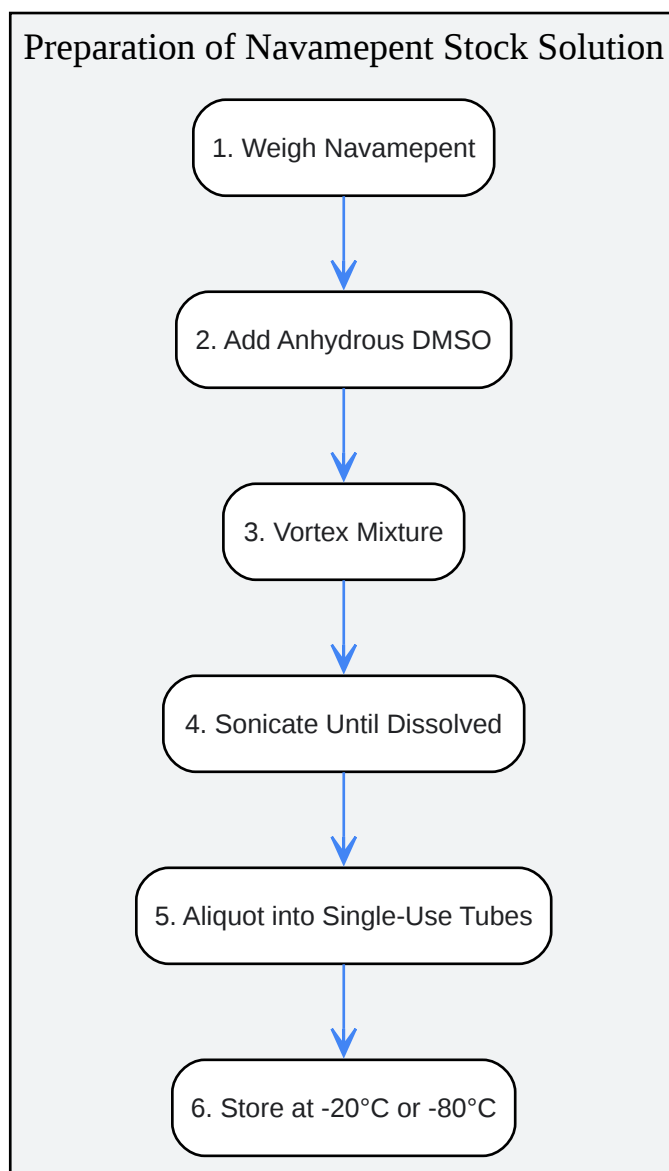 Preparation of Navamepent Stock Solution
1. Weigh Navamepent
2. Add Anhydrous DMSO
3. Vortex Mixture
4. Sonicate Until Dissolved
5. Aliquot into Single-Use Tubes
6. Store at -20°C or -80°C